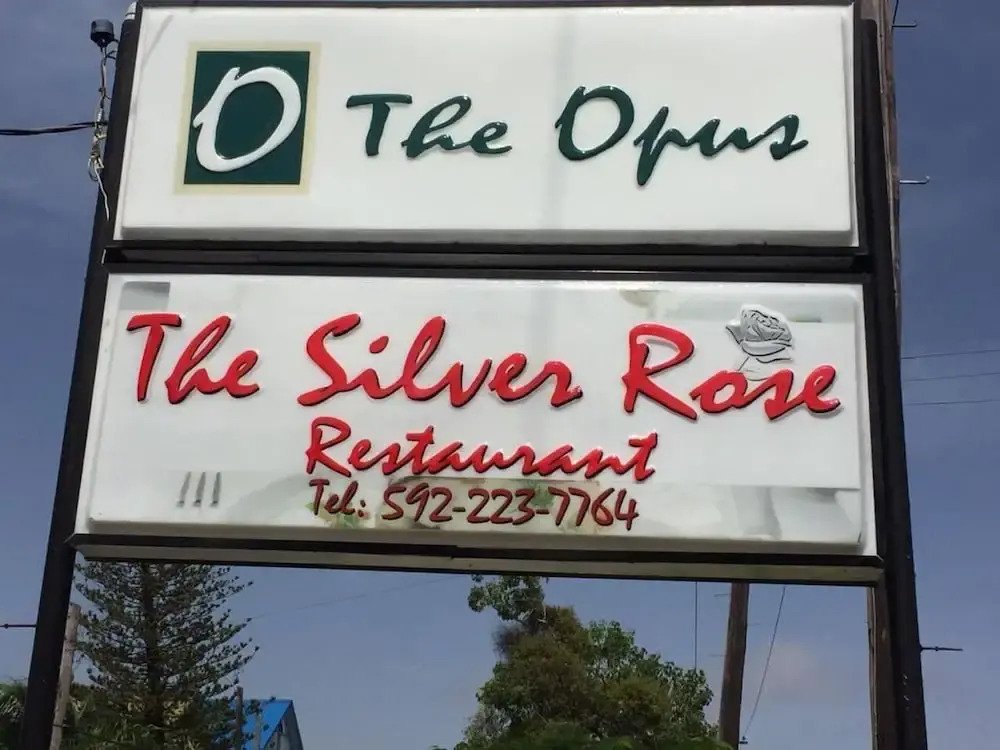 O The Opus
The Silver Rose
Restaurant
Tel: 592-223-7764